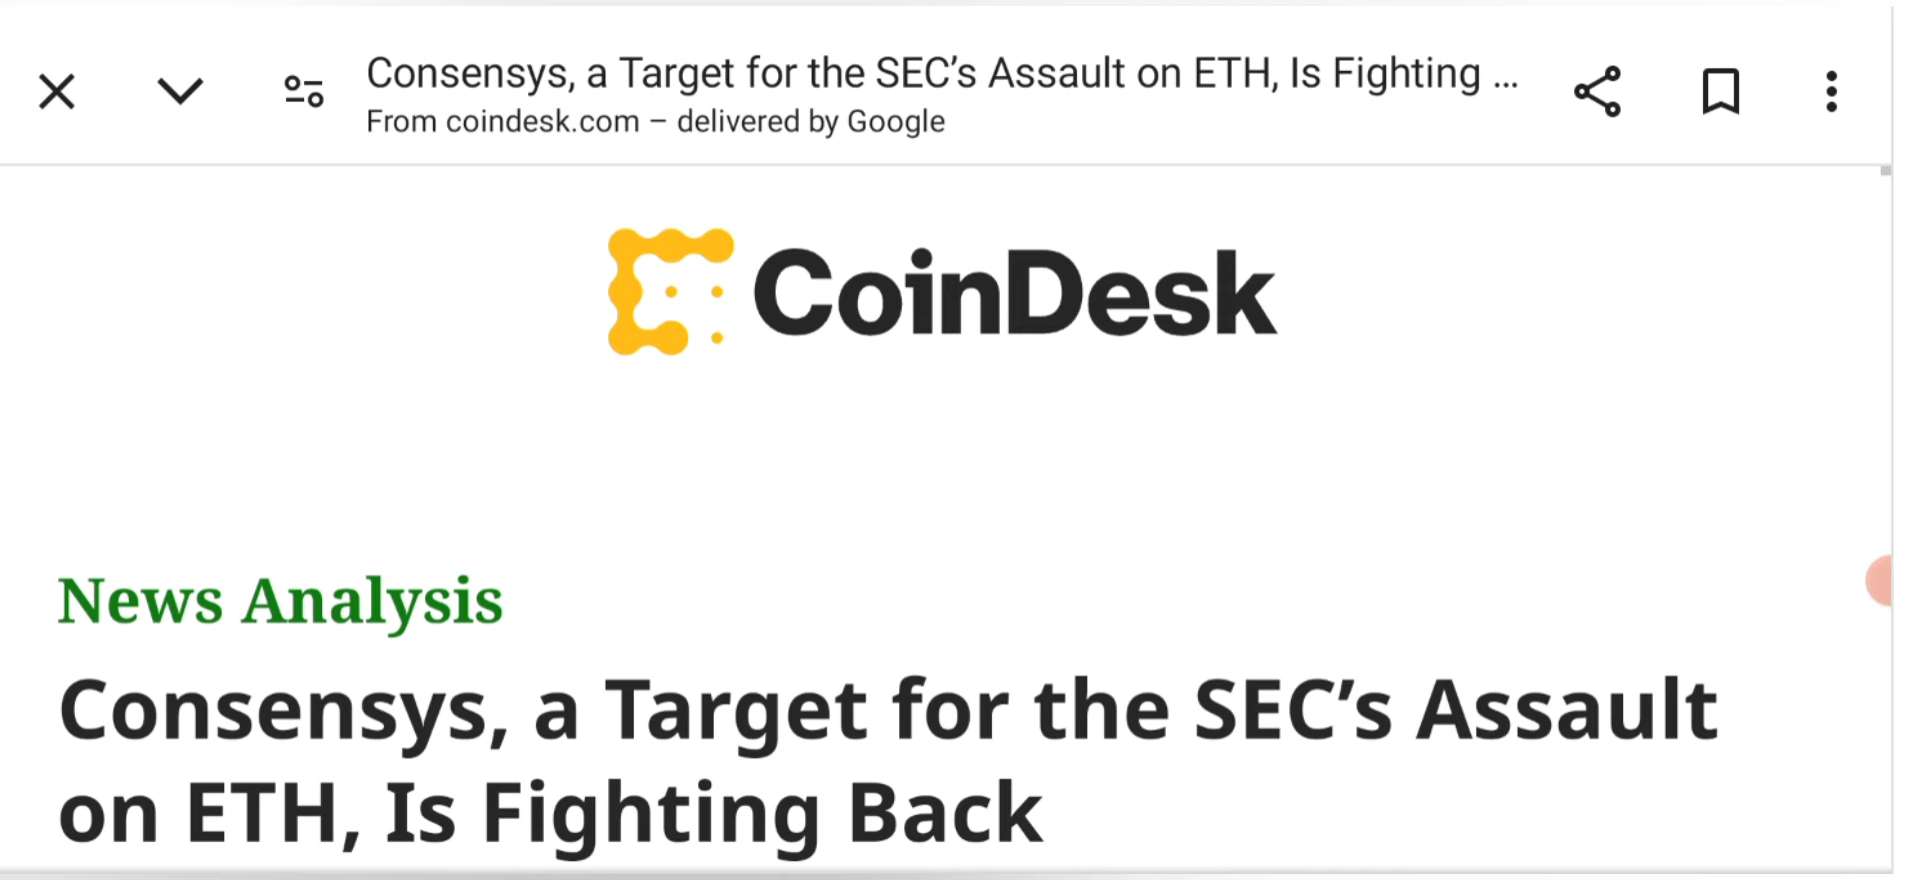 Consensys, a Target for the SEC’s Assault on ETH, Is Fighting ...
From coindesk.com – delivered by Google
CoinDesk
News Analysis
Consensys, a Target for the SEC’s Assault
on ETH, Is Fighting Back